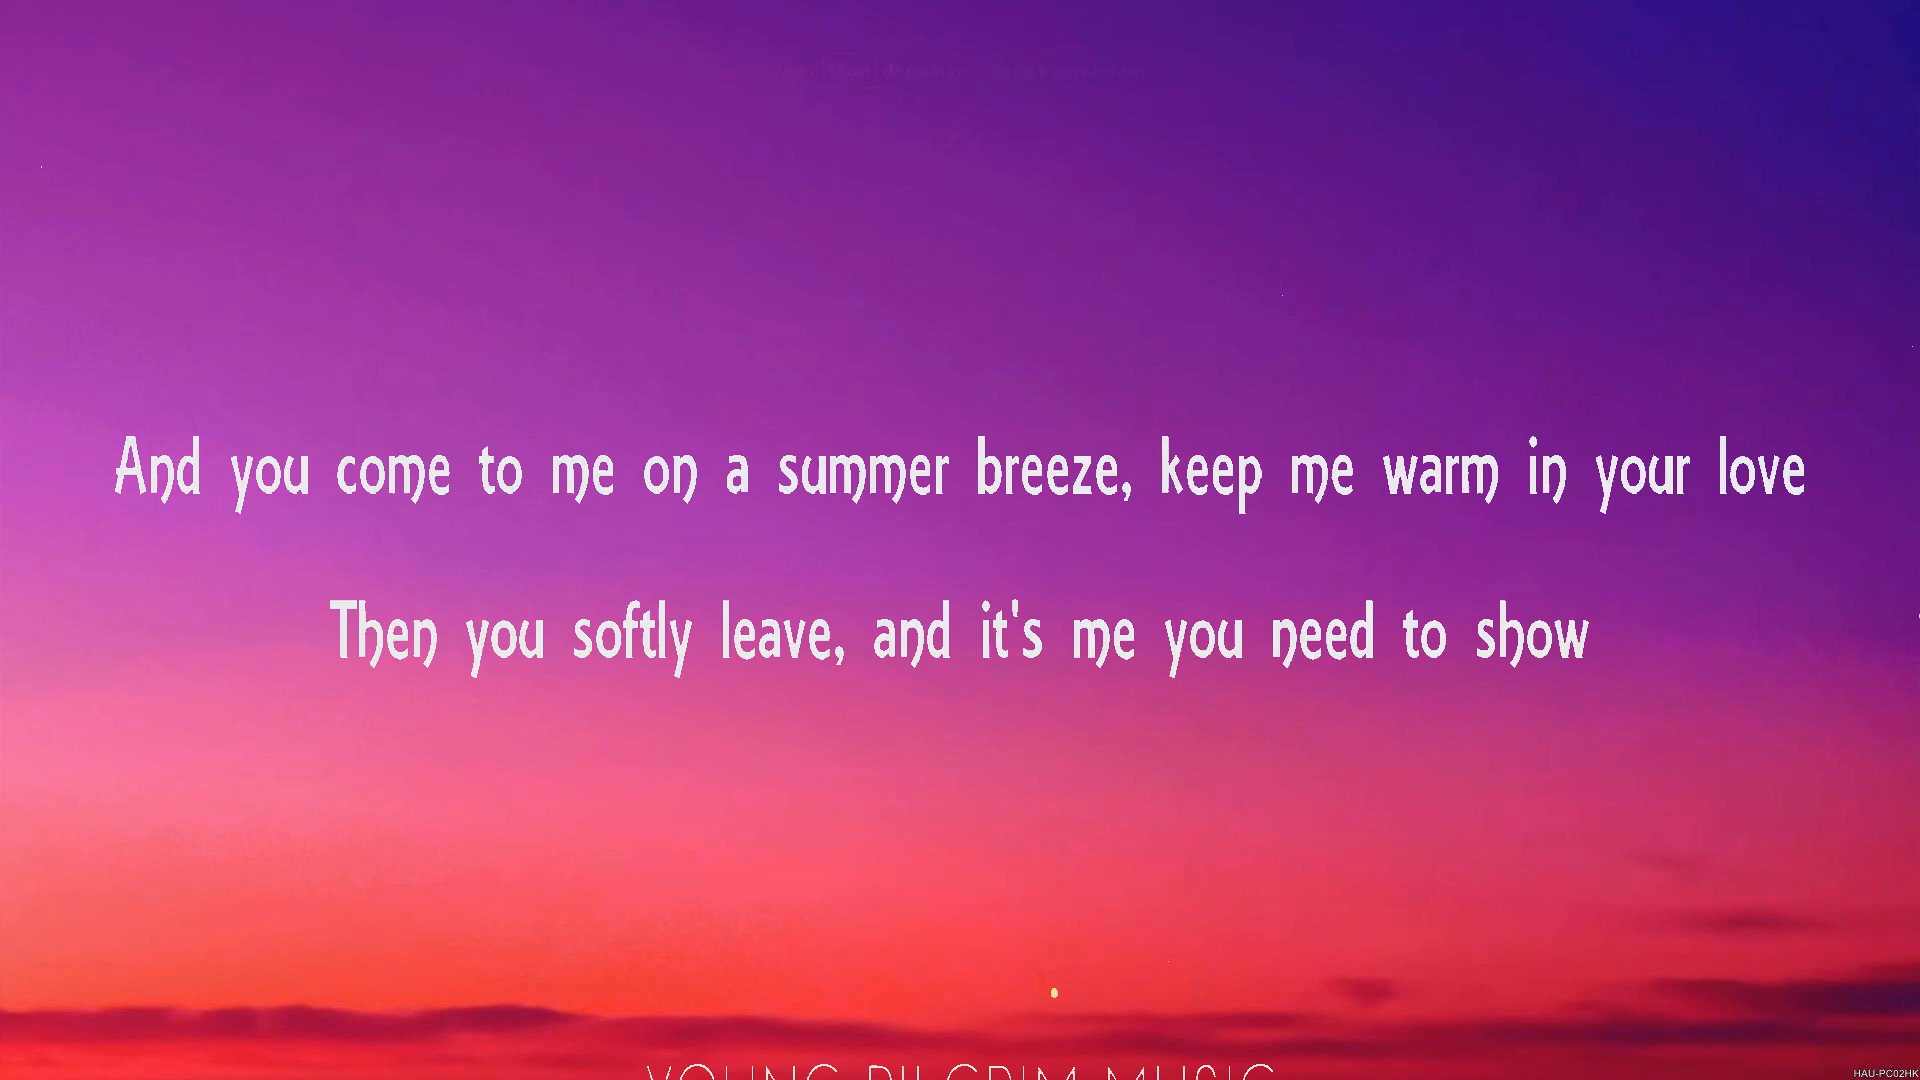 And you come to me on a summer breeze, keep me warm in your love
Then you softly leave, and it's me you need to show
YOUNG PILGRIM MUSIC
HAU-PC02HK